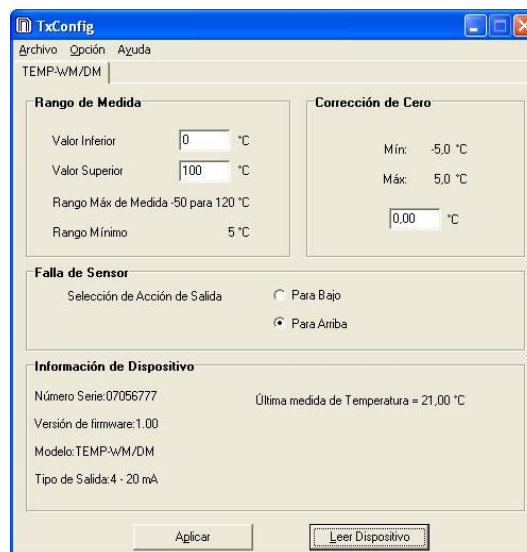 TxConfig
Archivo Opción Ayuda
TEMP-WM/DM
Rango de Medida
Valor Inferior 0 °C
Valor Superior 100 °C
Rango Máx de Medida -50 para 120 °C
Rango Mínimo 5 °C
Corrección de Cero
Mín: -5,0 °C
Máx: 5,0 °C
0,00 °C
Falla de Sensor
Selección de Acción de Salida
Para Bajo
Para Arriba
Información de Dispositivo
Número Serie:07056777
Versión de firmware:1.00
Modelo:TEMP-WM/DM
Tipo de Salida:4 - 20 mA
Última medida de Temperatura = 21,00 °C
Aplicar
Leer Dispositivo